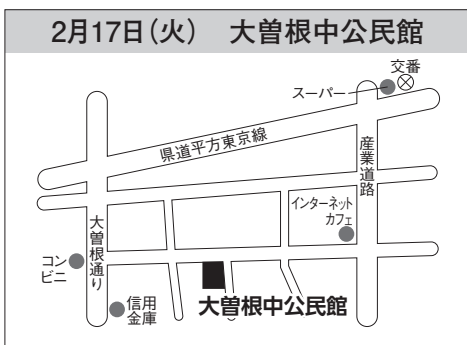 2月17日(火) 大曽根中公民館
交番
スーパー
県道平方東京線
産業道路
インターネット
カフェ
大曽根通り
コン
ビニ
信用
金庫
大曽根中公民館